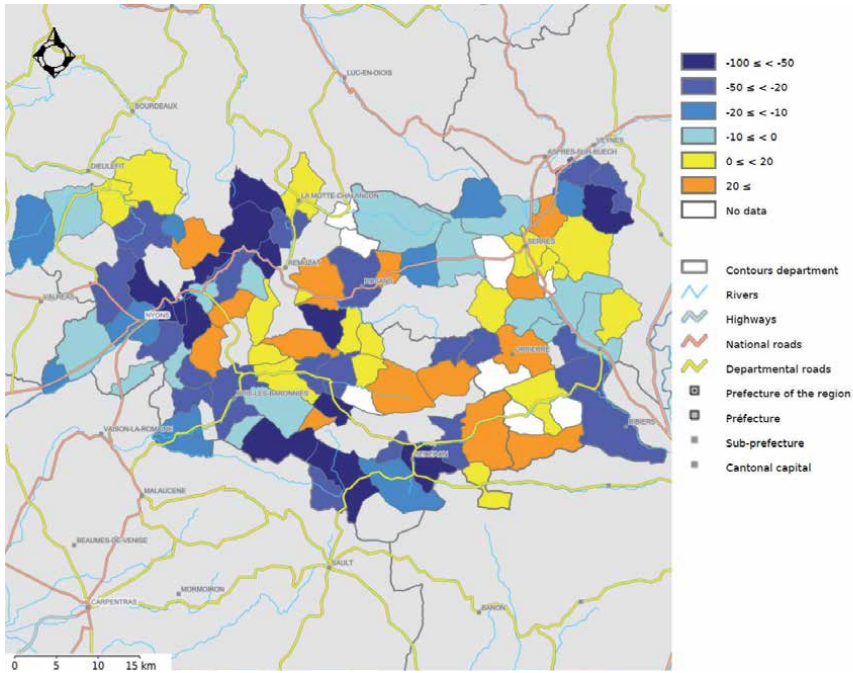 LUC-EN-DIOIS
BOURDEAUX
VEYNES
ASPRES-SUR-BUECH
DIEULEFIT
LA MOTTE-CHALANCON
SERRES
REMUZAT
ROSANS
VALREAS
NYONS
ORPIERRE
BUIS-LES-BARONNIES
RIBIERS
VAISON-LA-ROMAINE
SEDERON
MALAUCENE
BEAUMES-DE-VENISE
SAULT
MORMOIRON
CARPENTRAS
BANON
0 5 10 15 km
-100 ≤ < -50
-50 ≤ < -20
-20 ≤ < -10
-10 ≤ < 0
0 ≤ < 20
20 ≤
No data
Contours department
Rivers
Highways
National roads
Departmental roads
Prefecture of the region
Préfecture
Sub-prefecture
Cantonal capital